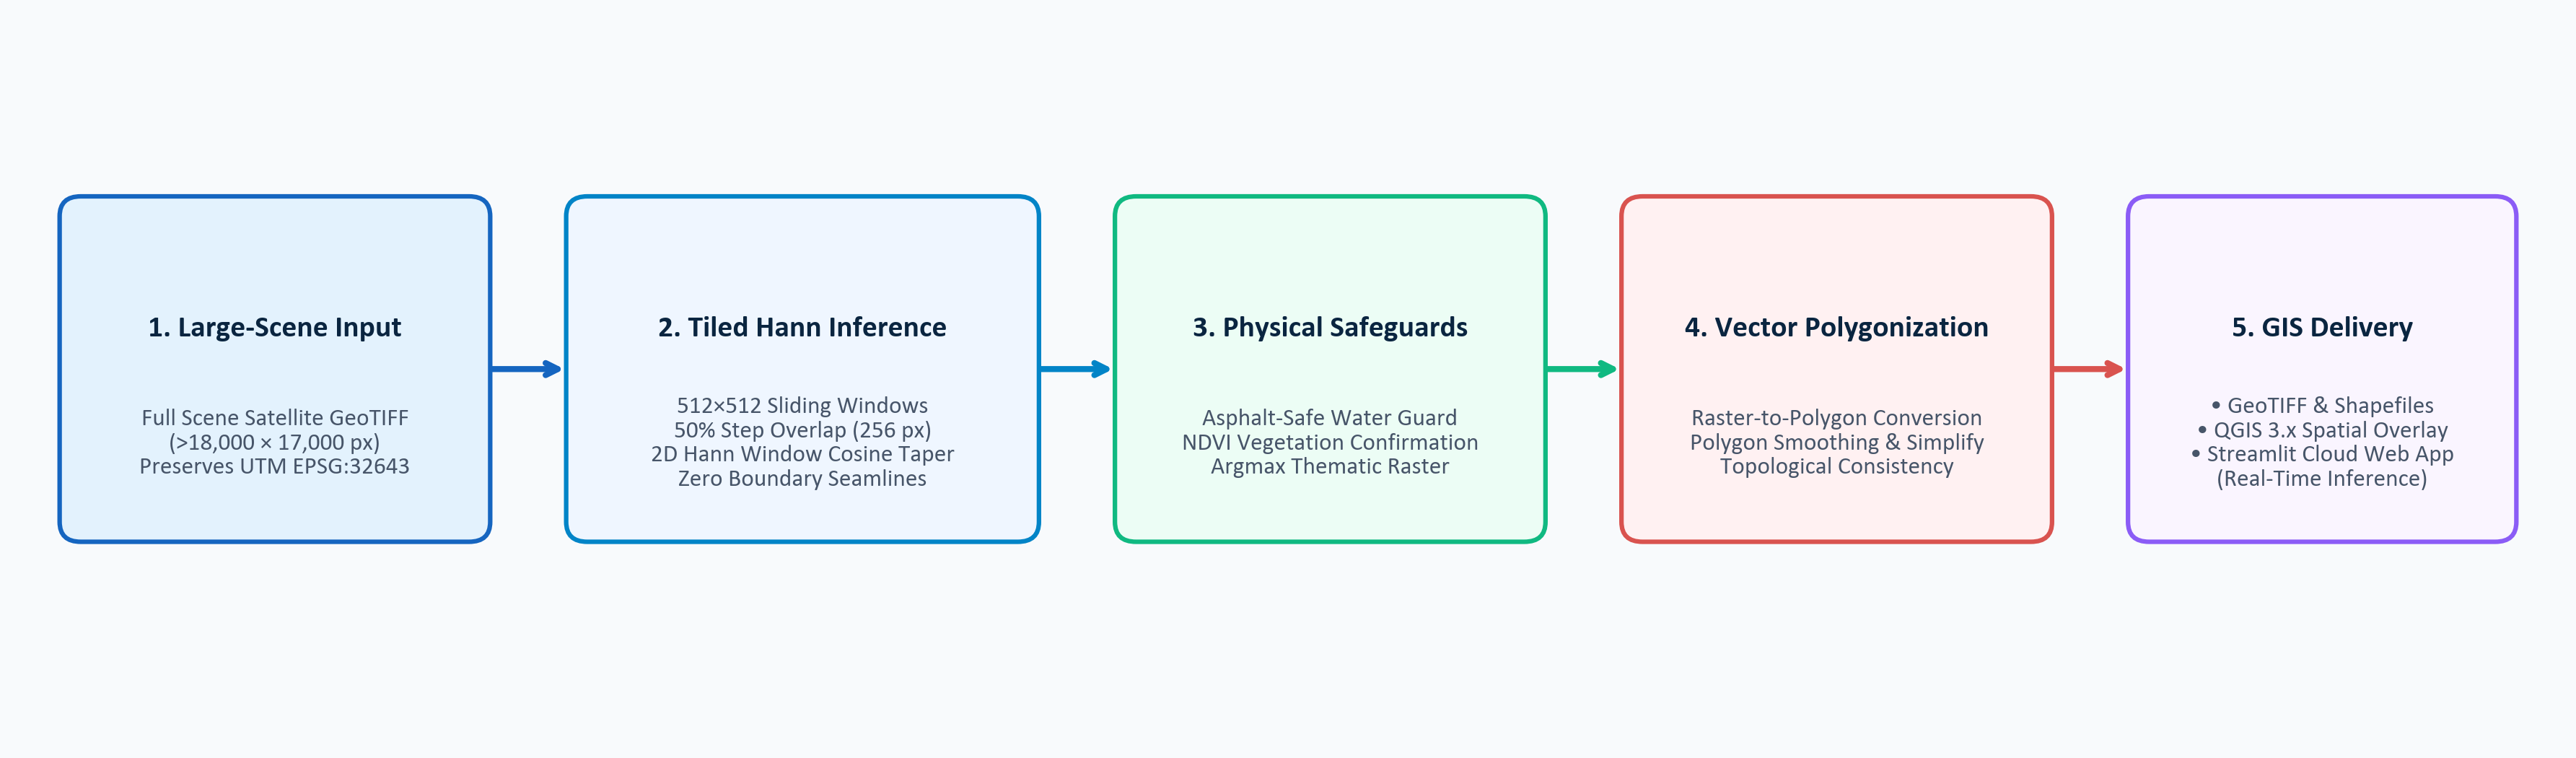 1. Large-Scene Input
Full Scene Satellite GeoTIFF
(>18,000 × 17,000 px)
Preserves UTM EPSG:32643
2. Tiled Hann Inference
512×512 Sliding Windows
50% Step Overlap (256 px)
2D Hann Window Cosine Taper
Zero Boundary Seamlines
3. Physical Safeguards
Asphalt-Safe Water Guard
NDVI Vegetation Confirmation
Argmax Thematic Raster
4. Vector Polygonization
Raster-to-Polygon Conversion
Polygon Smoothing & Simplify
Topological Consistency
5. GIS Delivery
• GeoTIFF & Shapefiles
• QGIS 3.x Spatial Overlay
• Streamlit Cloud Web App
(Real-Time Inference)